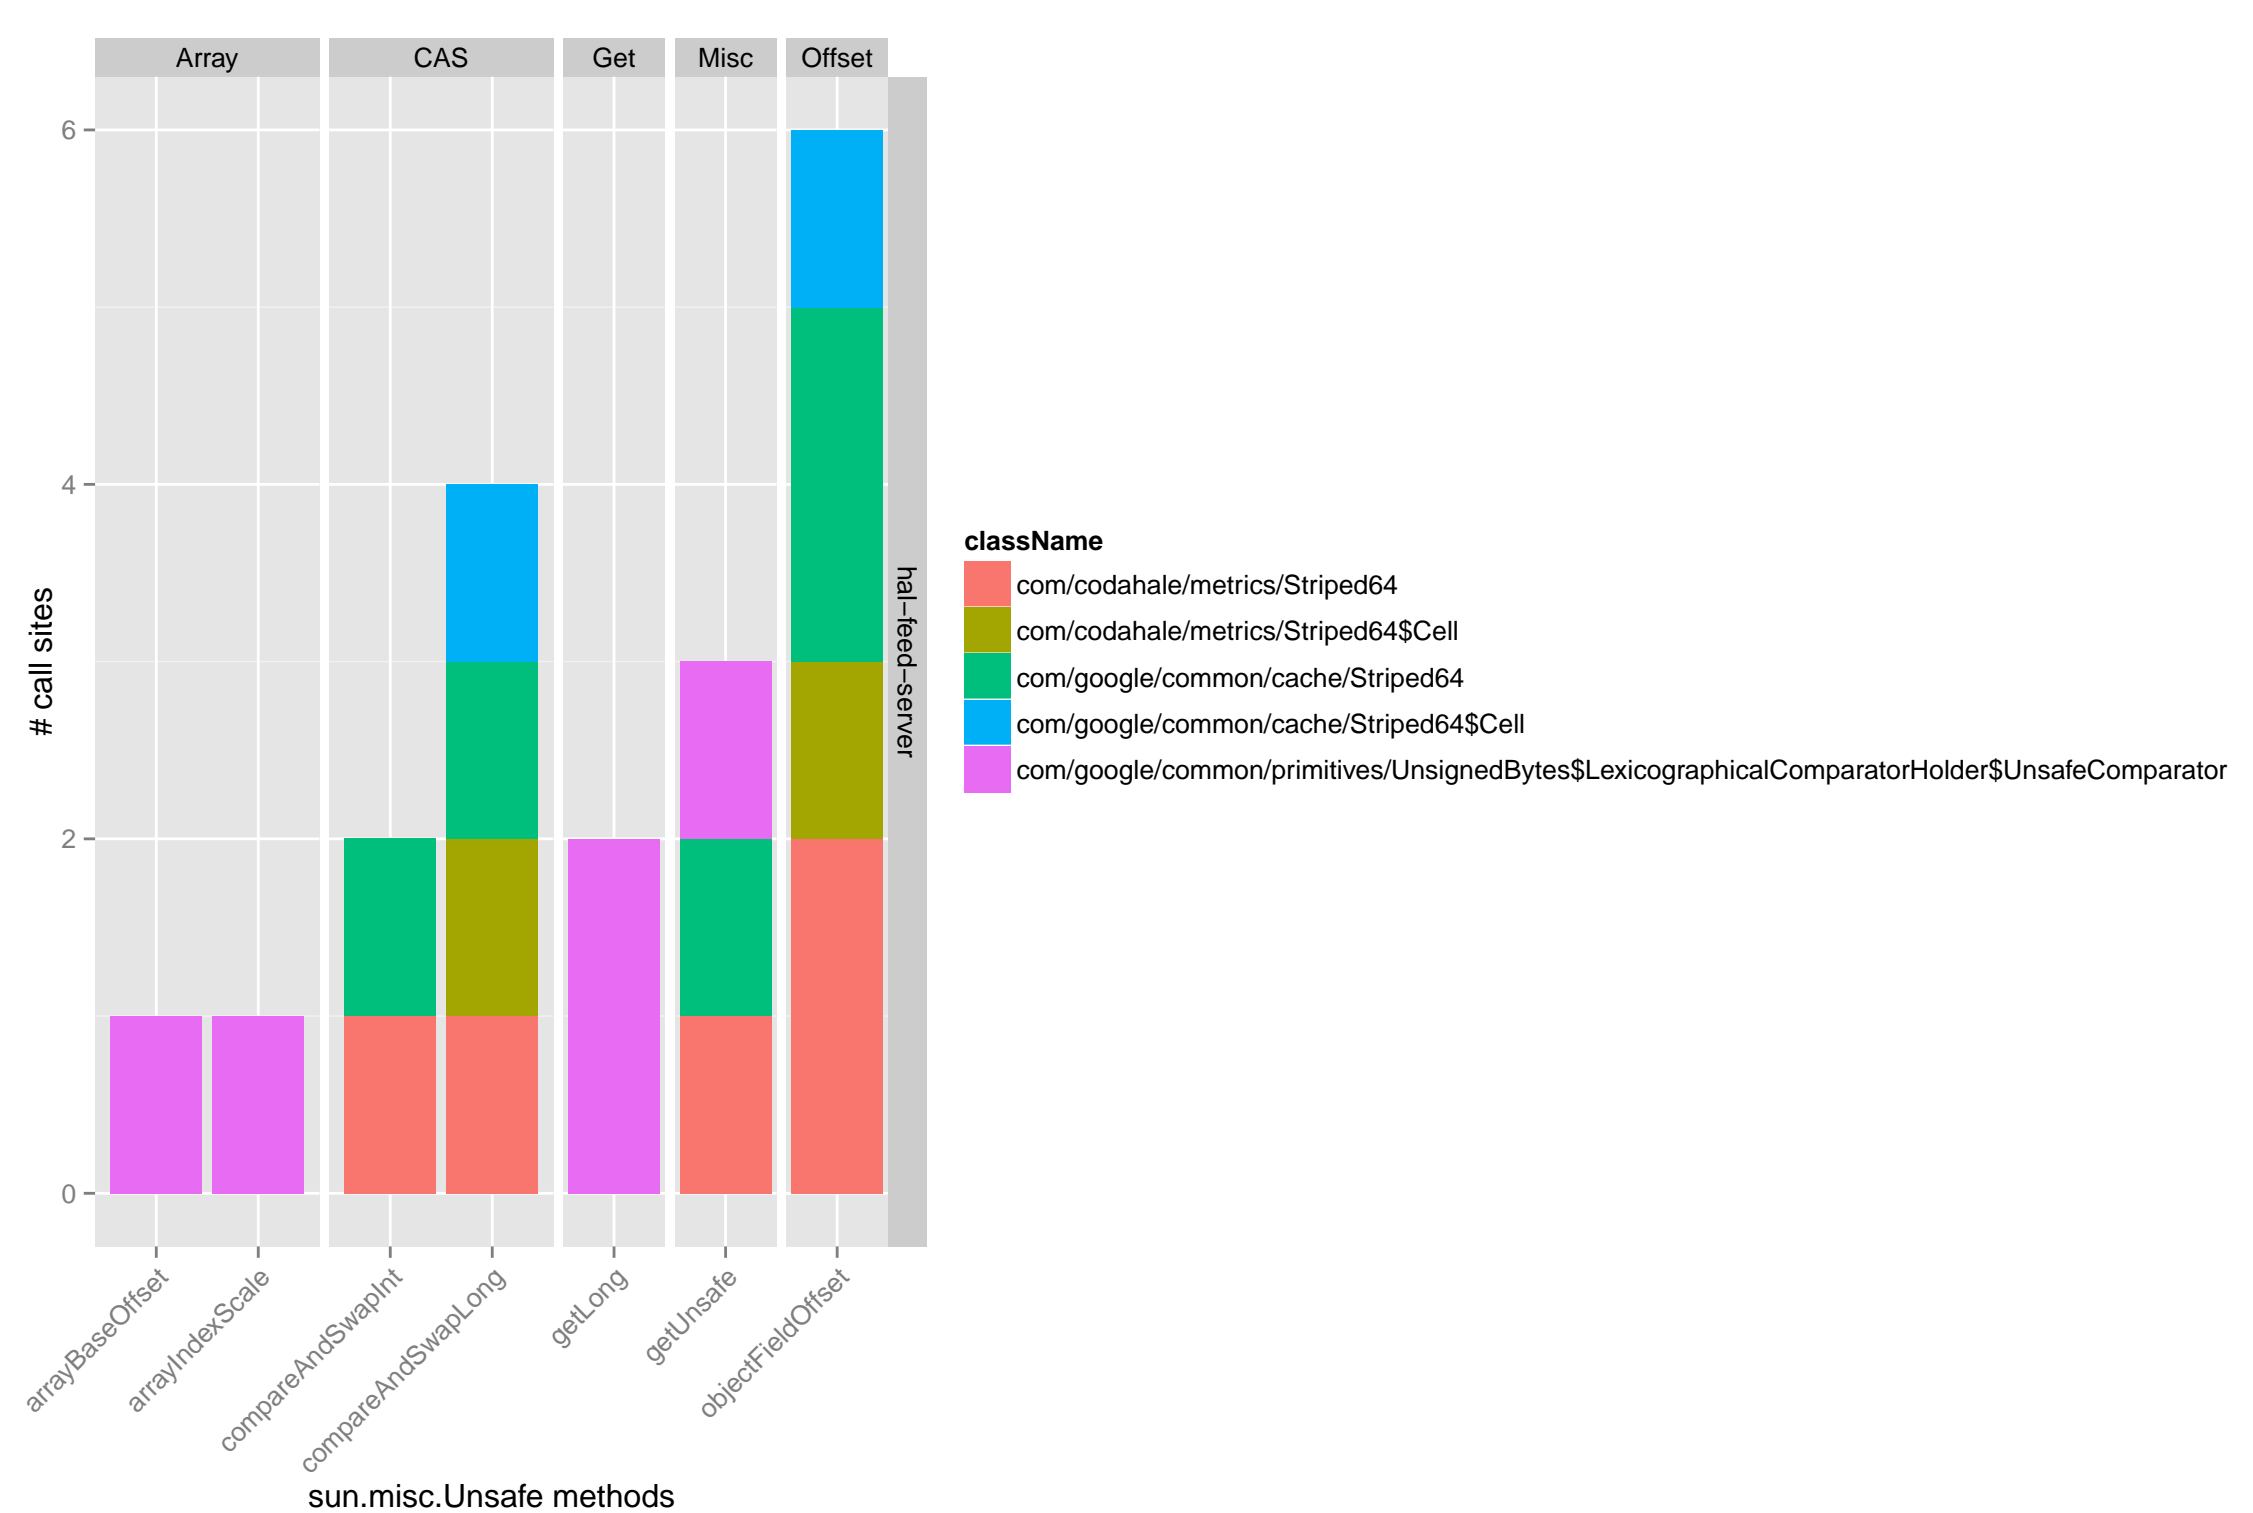 Array CAS Get Misc Offset
6
4
2
0
# call sites
hal−feed−server
arrayBaseOffset
arrayIndexScale
compareAndSwapInt
compareAndSwapLong
getLong
getUnsafe
objectFieldOffset
sun.misc.Unsafe methods
className
com/codahale/metrics/Striped64
com/codahale/metrics/Striped64$Cell
com/google/common/cache/Striped64
com/google/common/cache/Striped64$Cell
com/google/common/primitives/UnsignedBytes$LexicographicalComparatorHolder$UnsafeComparator